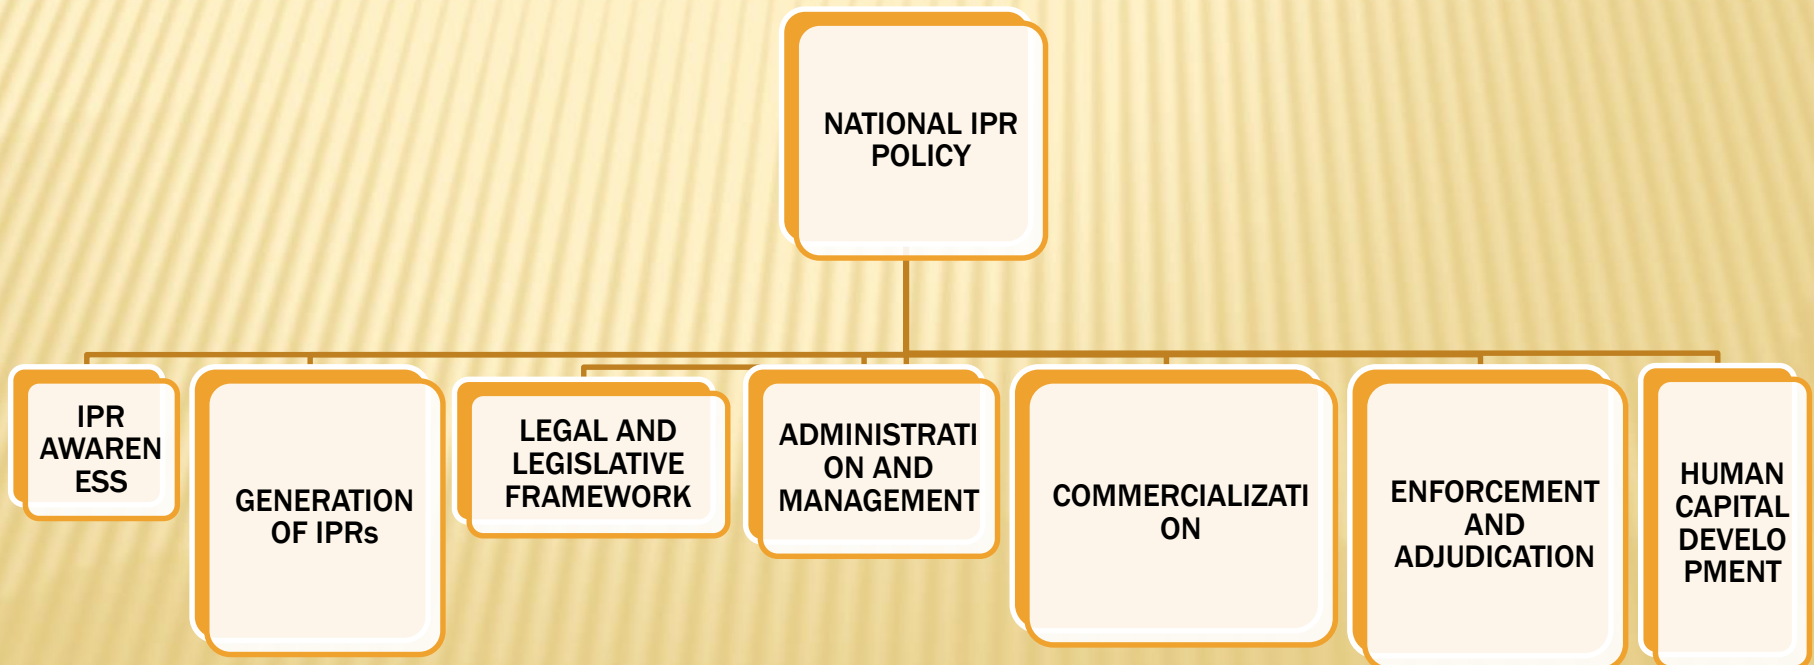 NATIONAL IPR
POLICY
IPR
AWAREN
ESS
GENERATION
OF IPRs
LEGAL AND
LEGISLATIVE
FRAMEWORK
ADMINISTRATI
ON AND
MANAGEMENT
COMMERCIALIZATI
ON
ENFORCEMENT
AND
ADJUDICATION
HUMAN
CAPITAL
DEVELO
PMENT